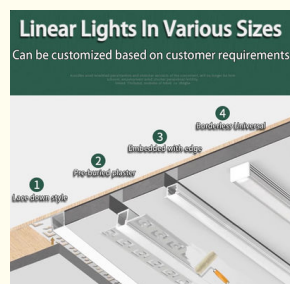 Linear Lights In Various Sizes
Can be customized based on customer requirements
4
Borderless Universal
3
Embedded with edge
2
Pre-buried plaster
1
Lace-down style